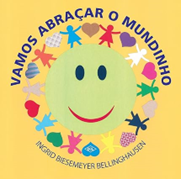 VAMOS ABRAÇAR O MUNDINHO
INGRID BIESEMEYER BELLINGHAUSEN